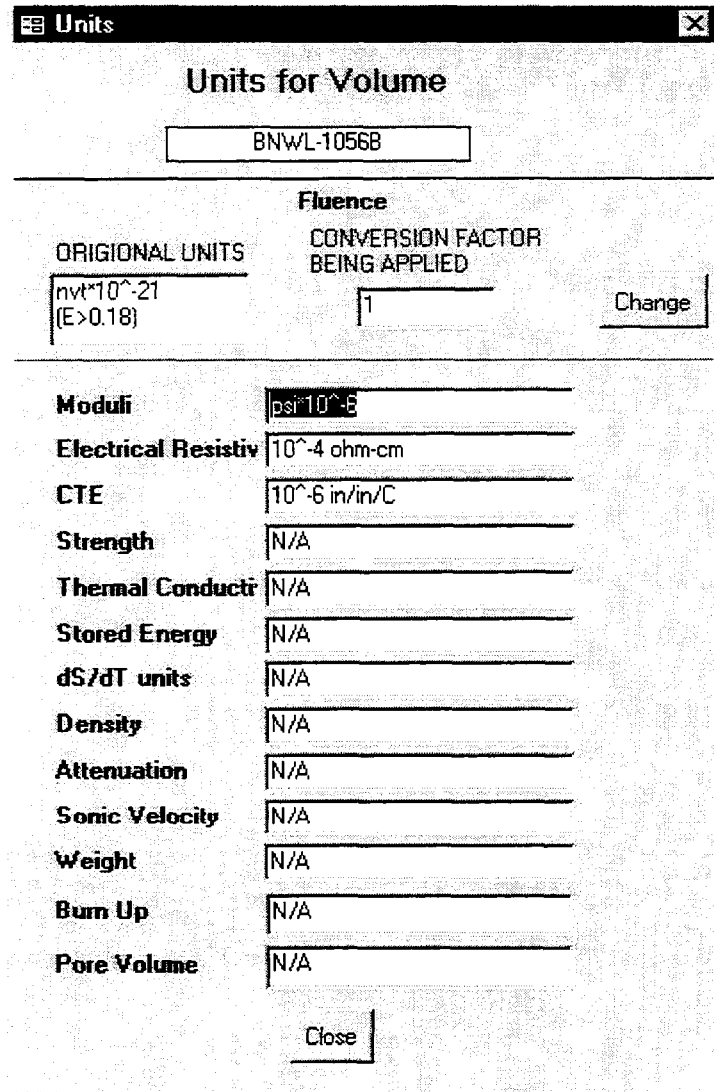 Units
Units for Volume
BNWL-1056B
Fluence
ORIGIONAL UNITS
CONVERSION FACTOR
BEING APPLIED
nvt*10^-21
(E>0.18)
1
Change
Moduli psi*10^-6
Electrical Resistiv 10^-4 ohm-cm
CTE 10^-6 in/in/C
Strength N/A
Thermal Conducti N/A
Stored Energy N/A
dS/dT units N/A
Density N/A
Attenuation N/A
Sonic Velocity N/A
Weight N/A
Burn Up N/A
Pore Volume N/A
Close